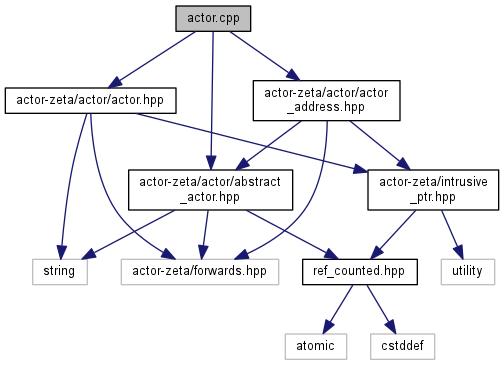 actor.cpp
actor-zeta/actor/actor.hpp
actor-zeta/actor/actor
_address.hpp
actor-zeta/actor/abstract
_actor.hpp
actor-zeta/intrusive
_ptr.hpp
string
actor-zeta/forwards.hpp
ref_counted.hpp
utility
atomic
cstddef